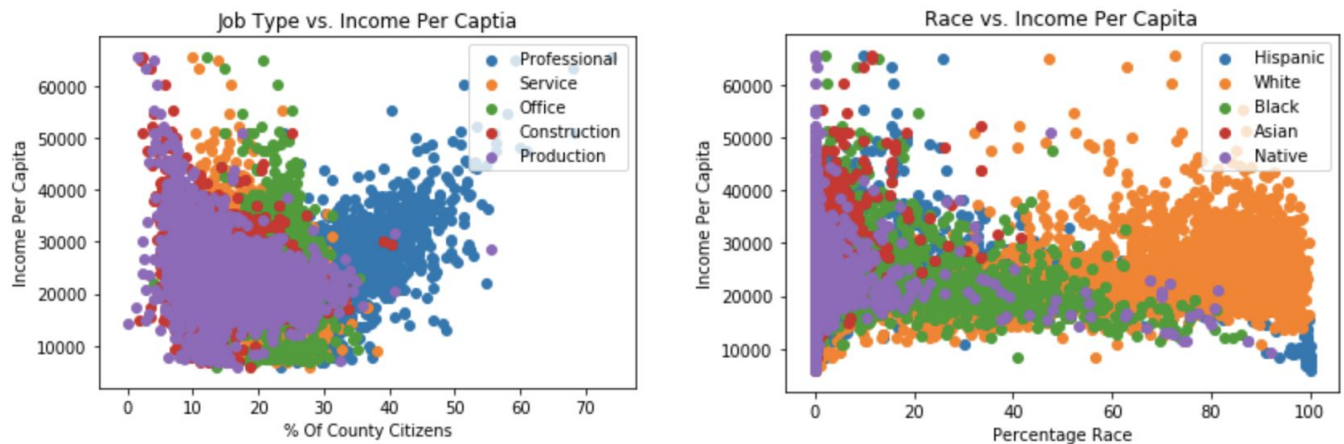 Job Type vs. Income Per Captia
Income Per Capita
60000
50000
40000
30000
20000
10000
Professional
Service
Office
Construction
Production
0 10 20 30 40 50 60 70
% Of County Citizens
Race vs. Income Per Capita
Income Per Capita
60000
50000
40000
30000
20000
10000
Hispanic
White
Black
Asian
Native
0 20 40 60 80 100
Percentage Race